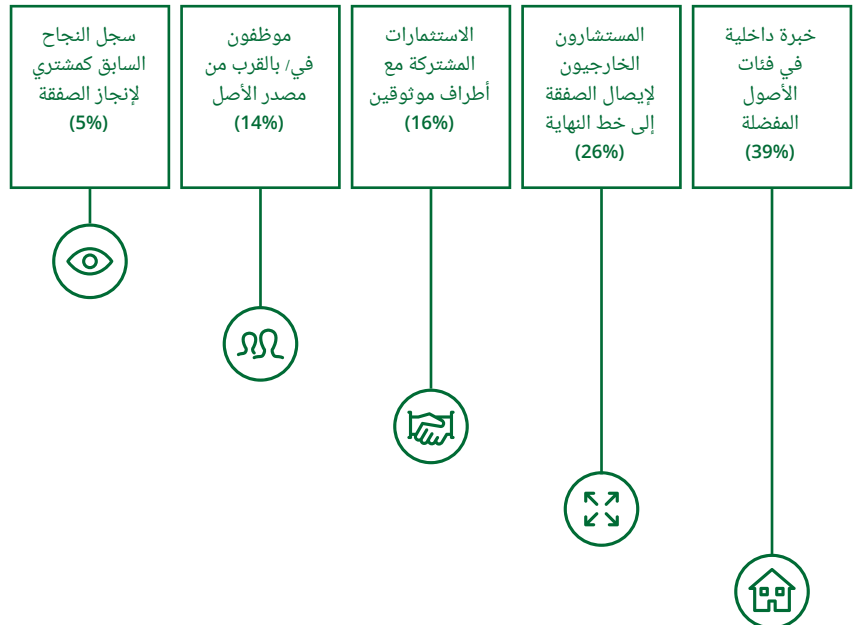 خبرة داخلية
في فئات
الأصول
المفضلة
(39%)
المستشارون
الخارجيون
لإيصال الصفقة
إلى خط النهاية
(26%)
الاستثمارات
المشتركة مع
أطراف موثوقين
(16%)
موظفون
في/ بالقرب من
مصدر الأصل
(14%)
سجل النجاح
السابق كمشتري
لإنجاز الصفقة
(5%)